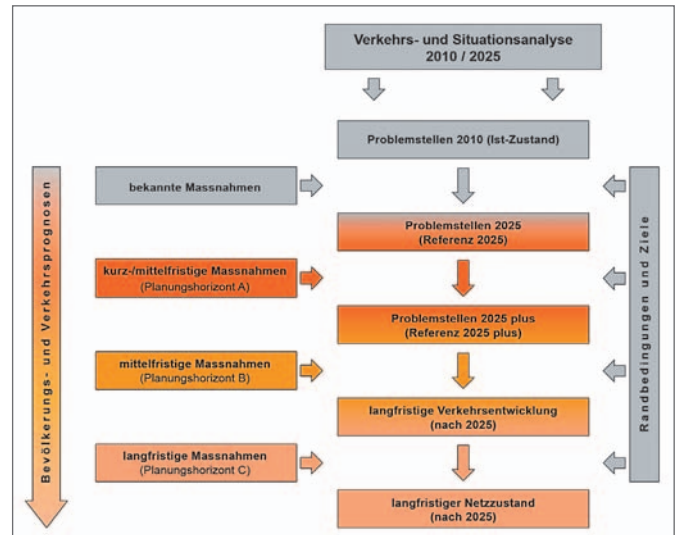 Verkehrs- und Situationsanalyse
2010 / 2025
Problemstellen 2010 (Ist-Zustand)
bekannte Massnahmen
Problemstellen 2025
(Referenz 2025)
kurz-/mittelfristige Massnahmen
(Planungshorizont A)
Problemstellen 2025 plus
(Referenz 2025 plus)
mittelfristige Massnahmen
(Planungshorizont B)
langfristige Verkehrsentwicklung
(nach 2025)
langfristige Massnahmen
(Planungshorizont C)
langfristiger Netzzustand
(nach 2025)
Bevölkerungs- und Verkehrsprognosen
Randbedingungen und Ziele